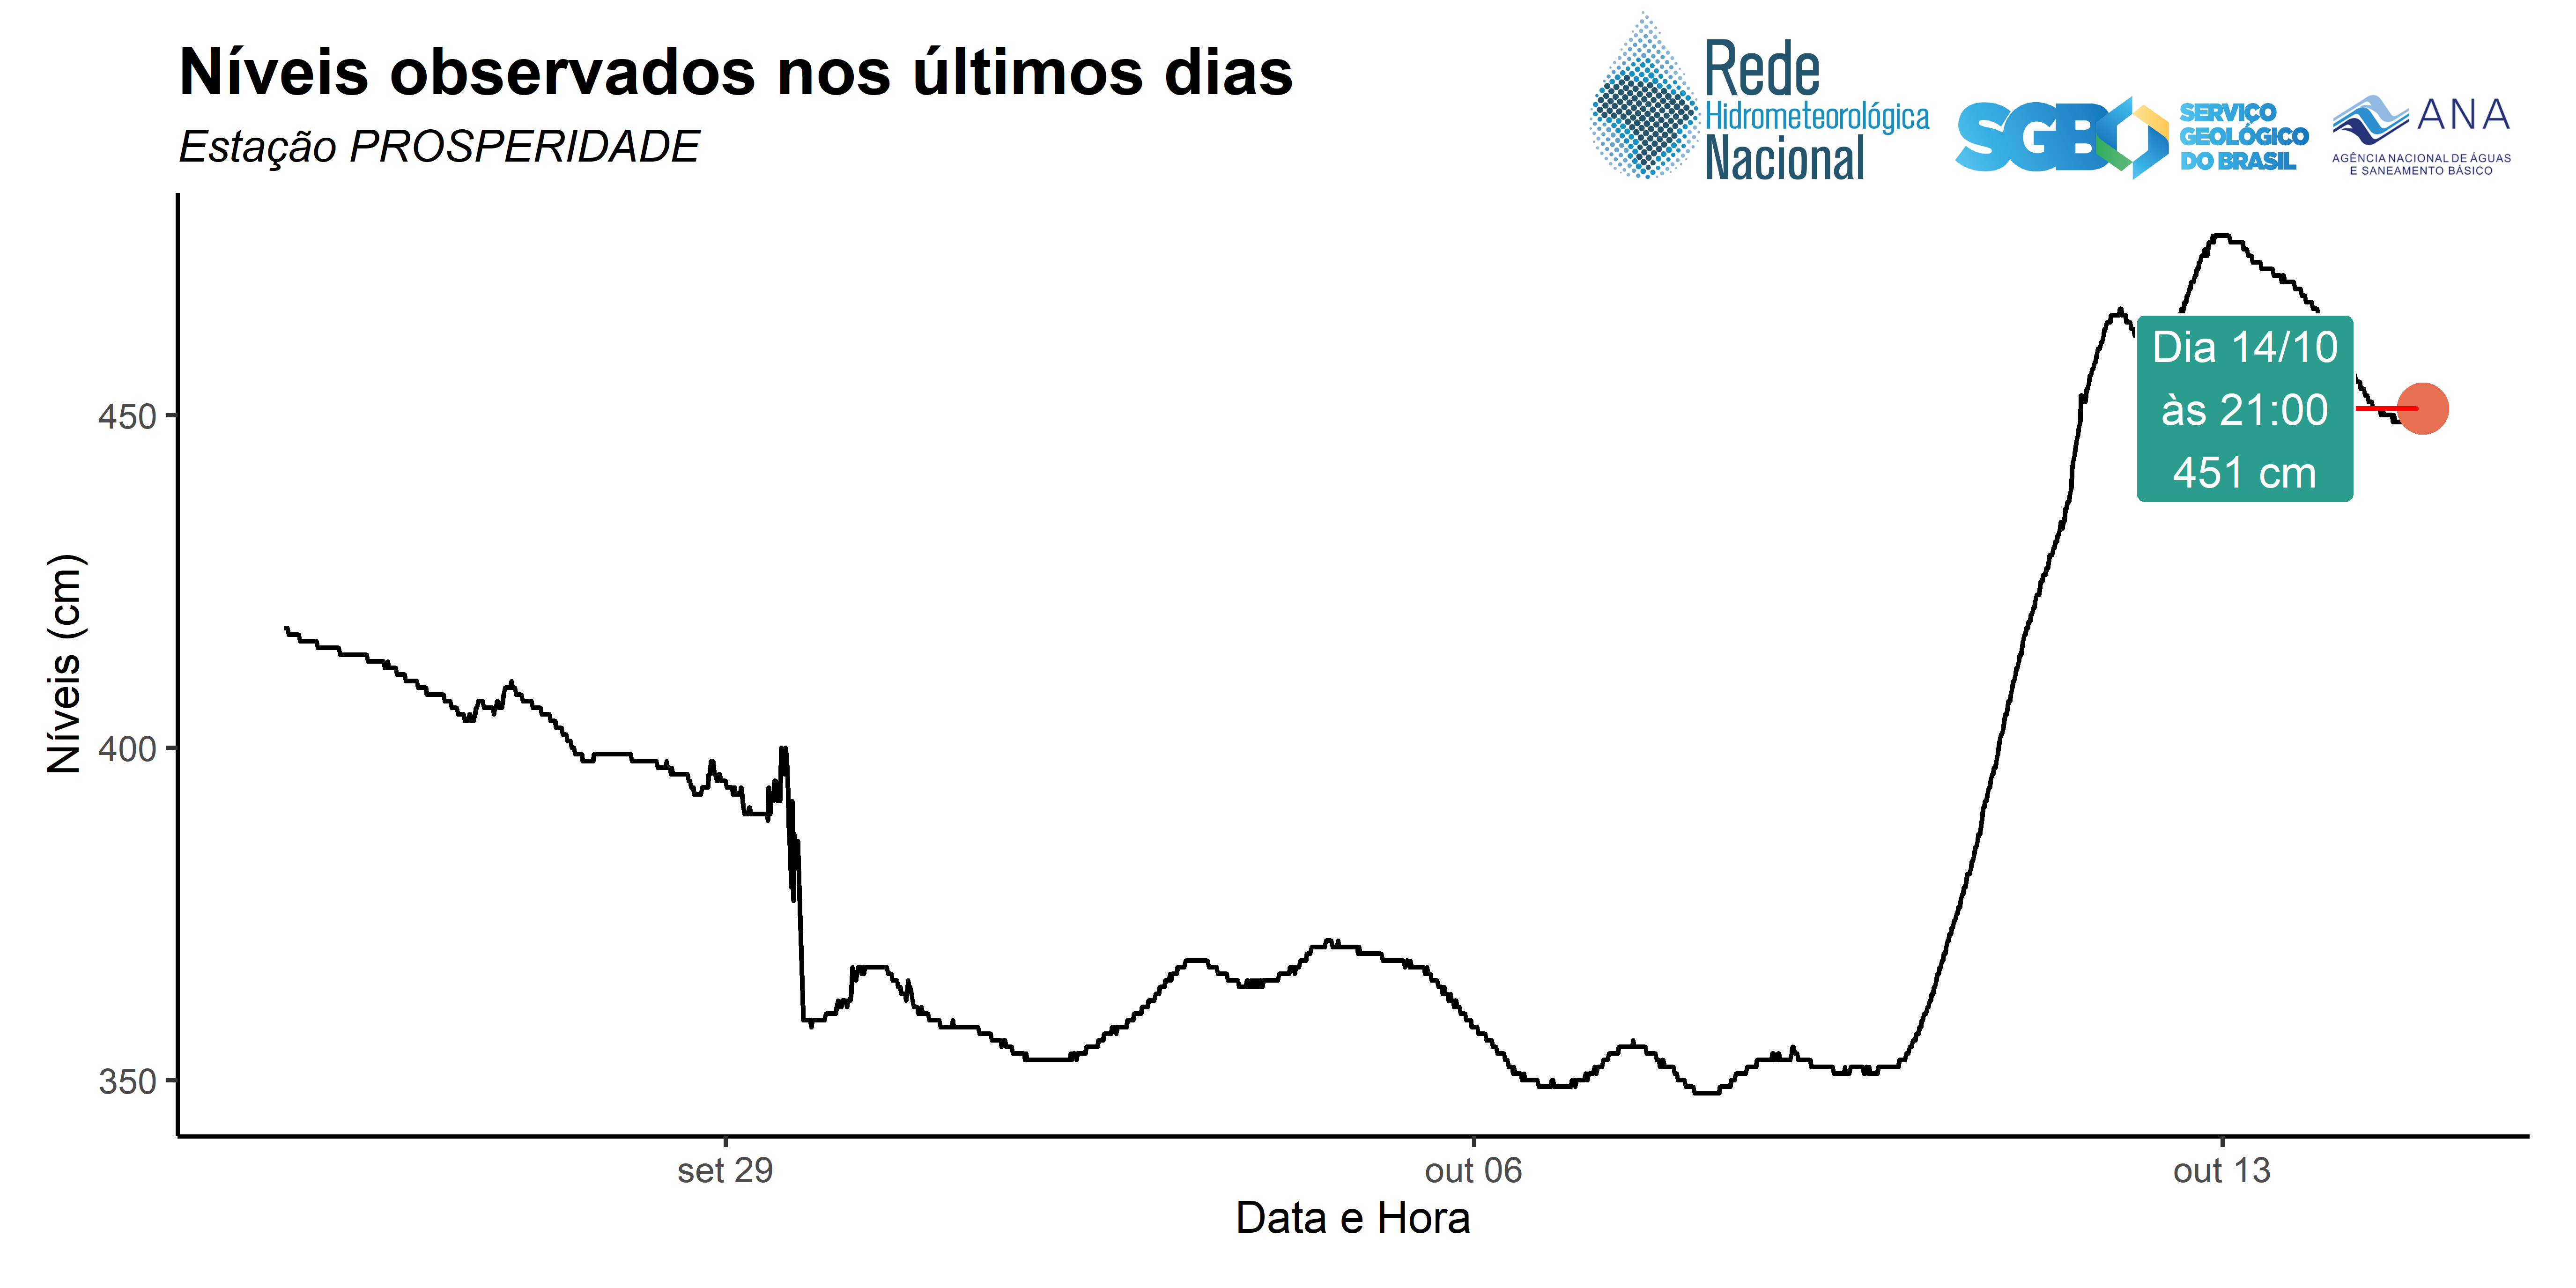 Níveis observados nos últimos dias
Estação PROSPERIDADE
Rede
Hidrometeorológica
Nacional
SGB
SERVIÇO
GEOLÓGICO
DO BRASIL
ANA
AGÊNCIA NACIONAL DE ÁGUAS
E SANEAMENTO BÁSICO
Níveis (cm)
450
400
350
Dia 14/10
às 21:00
451 cm
set 29
out 06
out 13
Data e Hora